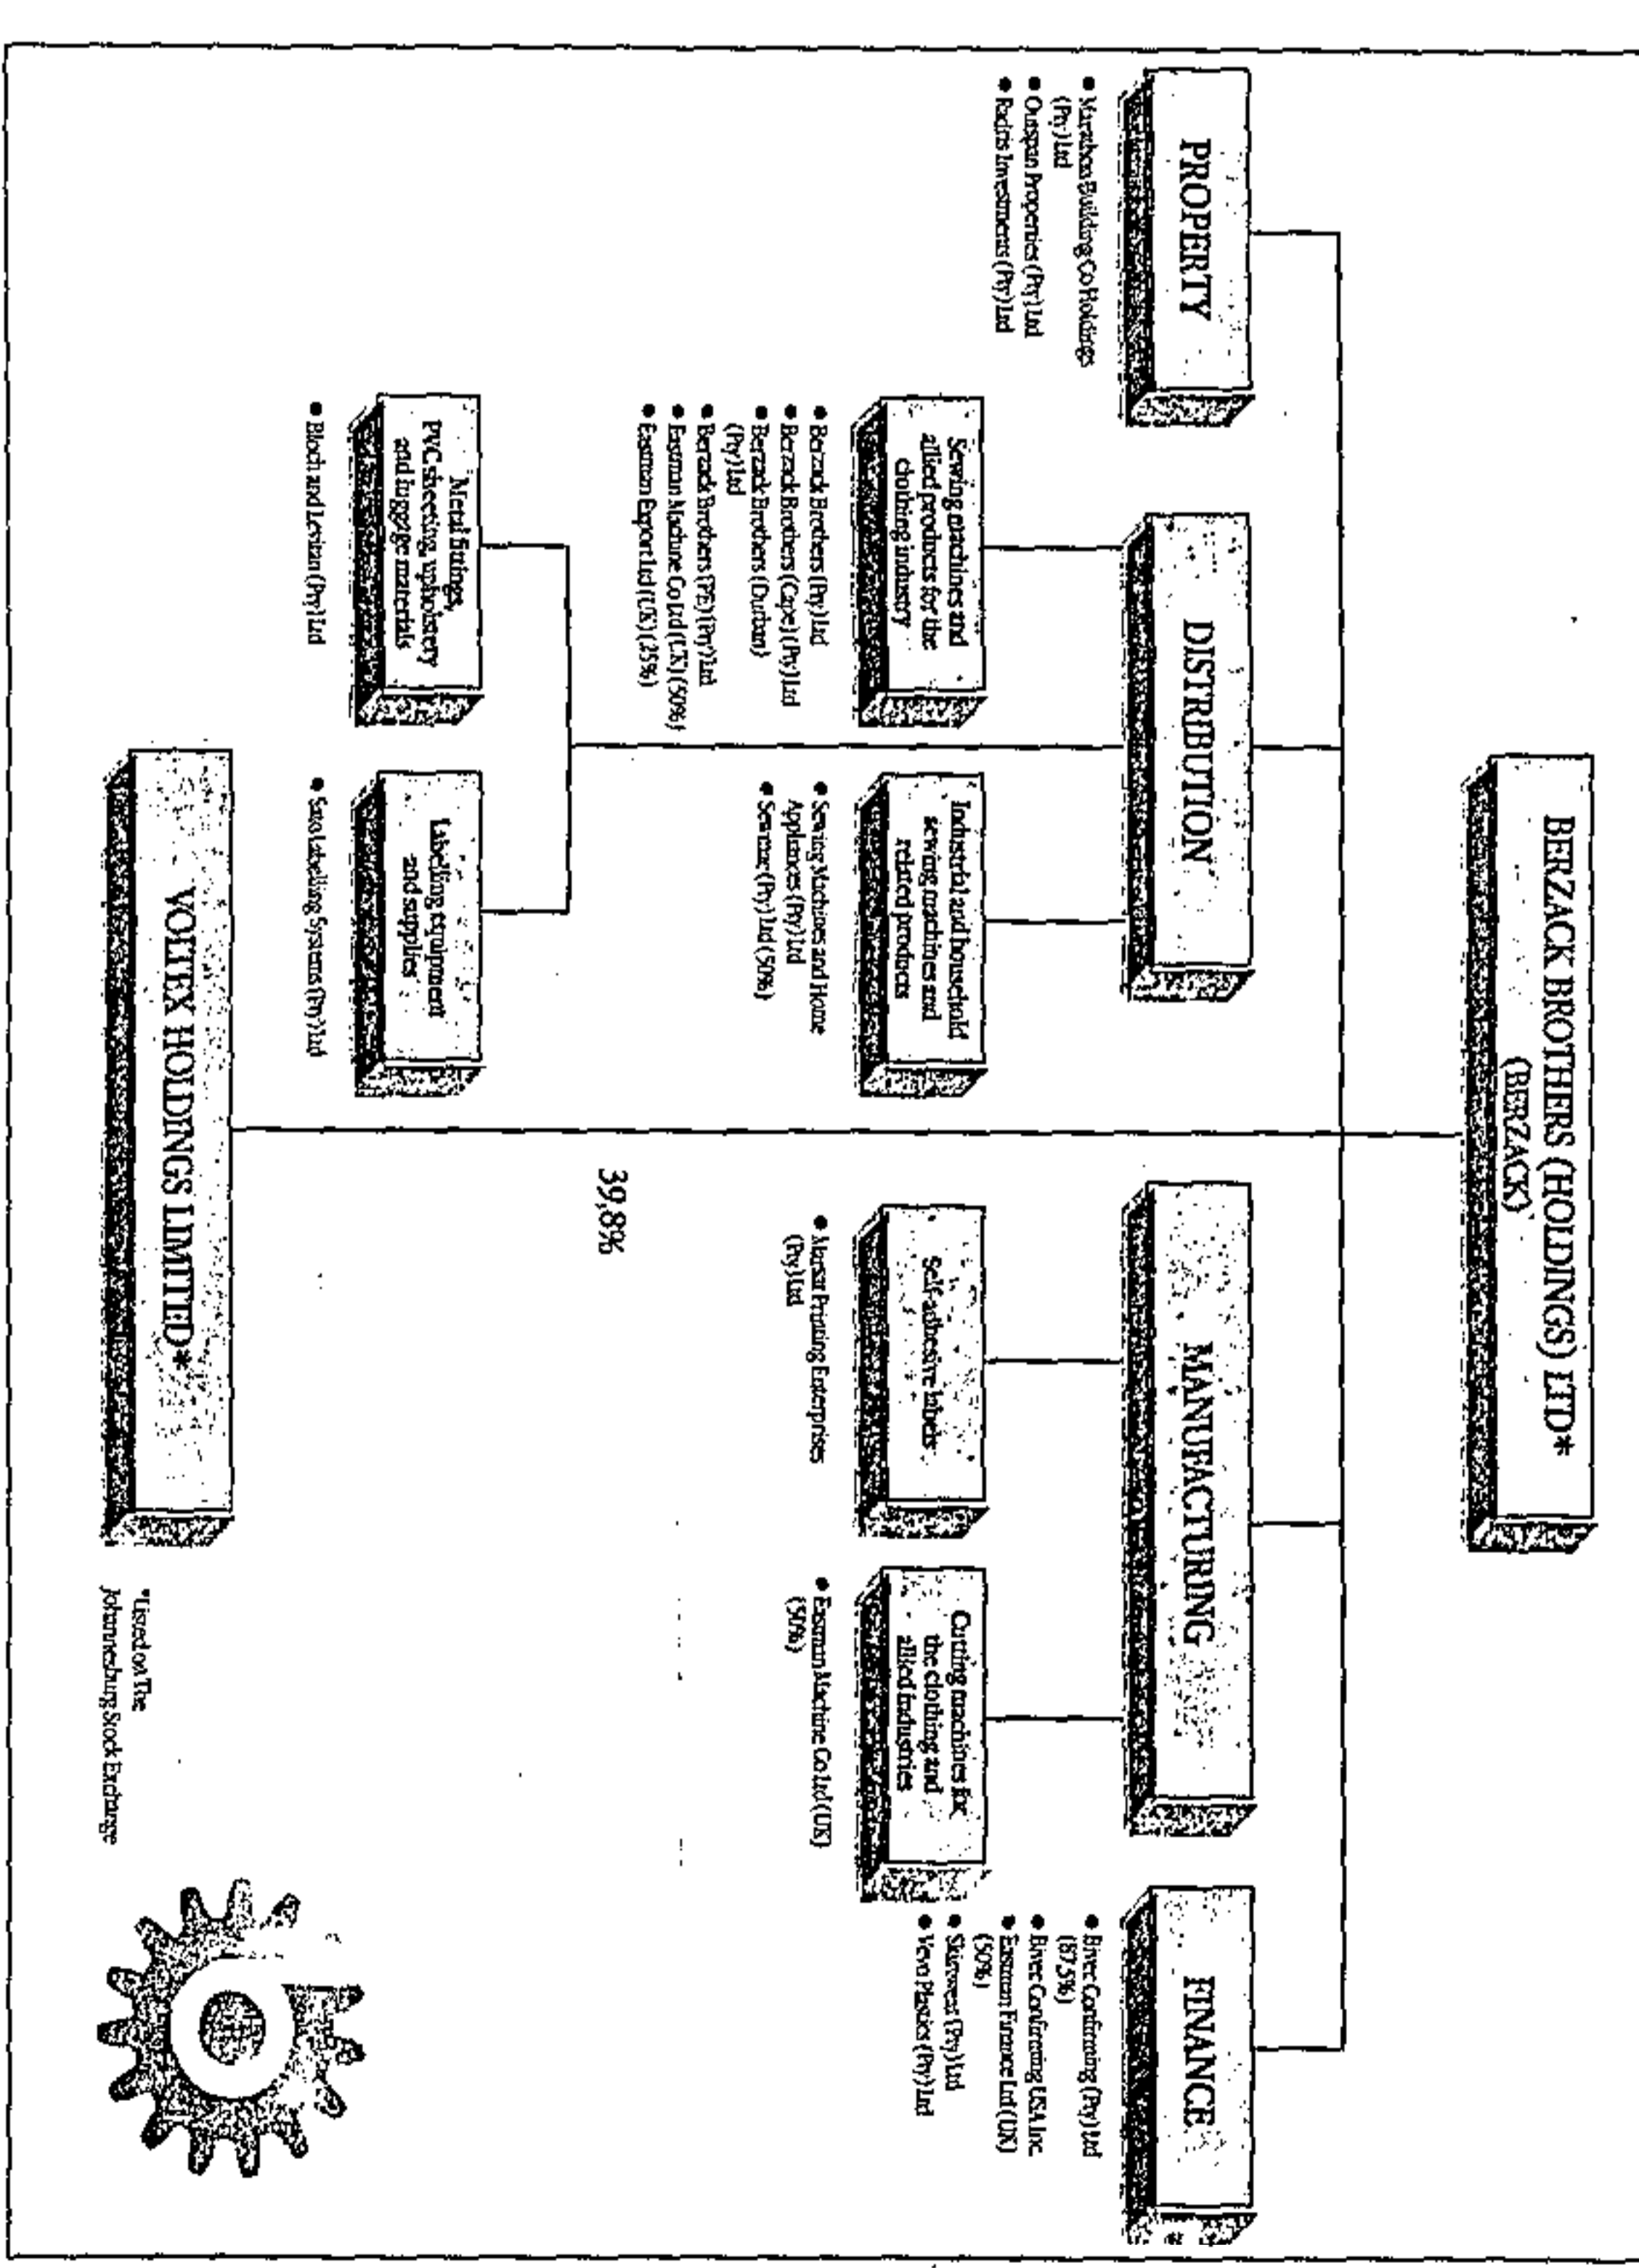 BERZACK BROTHERS (HOLDINGS) LTD*
(BERZACK)
PROPERTY
• Marathon Building Co Holdings
(Pty) Ltd
• Outspan Properties (Pty) Ltd
• Radris Investments (Pty) Ltd
DISTRIBUTION
Sewing machines and
allied products for the
clothing industry
• Berzack Brothers (Pty) Ltd
• Berzack Brothers (Cape) (Pty) Ltd
• Berzack Brothers (Durban)
(Pty) Ltd
• Berzack Brothers (PE) (Pty) Ltd
• Eastman Machine Co Ltd (UK) (50%)
• Eastman Export Ltd (UK) (25%)
Industrial and household
sewing machines and
related products
• Sewing Machines and Home
Appliances (Pty) Ltd
• (Pty) Ltd (50%)
Metal fittings,
PVC sheeting, upholstery
and luggage materials
• Bloch and Levitan (Pty) Ltd
Labelling equipment
and supplies
• Sato Labelling Systems (Pty) Ltd
MANUFACTURING
Self-adhesive labels
• Printing Enterprises
(Pty) Ltd
Cutting machines for
the clothing and
allied industries
• Eastman Machine Co Ltd (UK)
(50%)
FINANCE
• Bivec Confirming (Pty) Ltd
(87,5%)
• Bivec Confirming USA Inc.
• Eastman Finance Ltd (UK)
(50%)
• (Pty) Ltd
• Plastics (Pty) Ltd
39,8%
VOLTEX HOLDINGS LIMITED*
*Listed on The
Johannesburg Stock Exchange